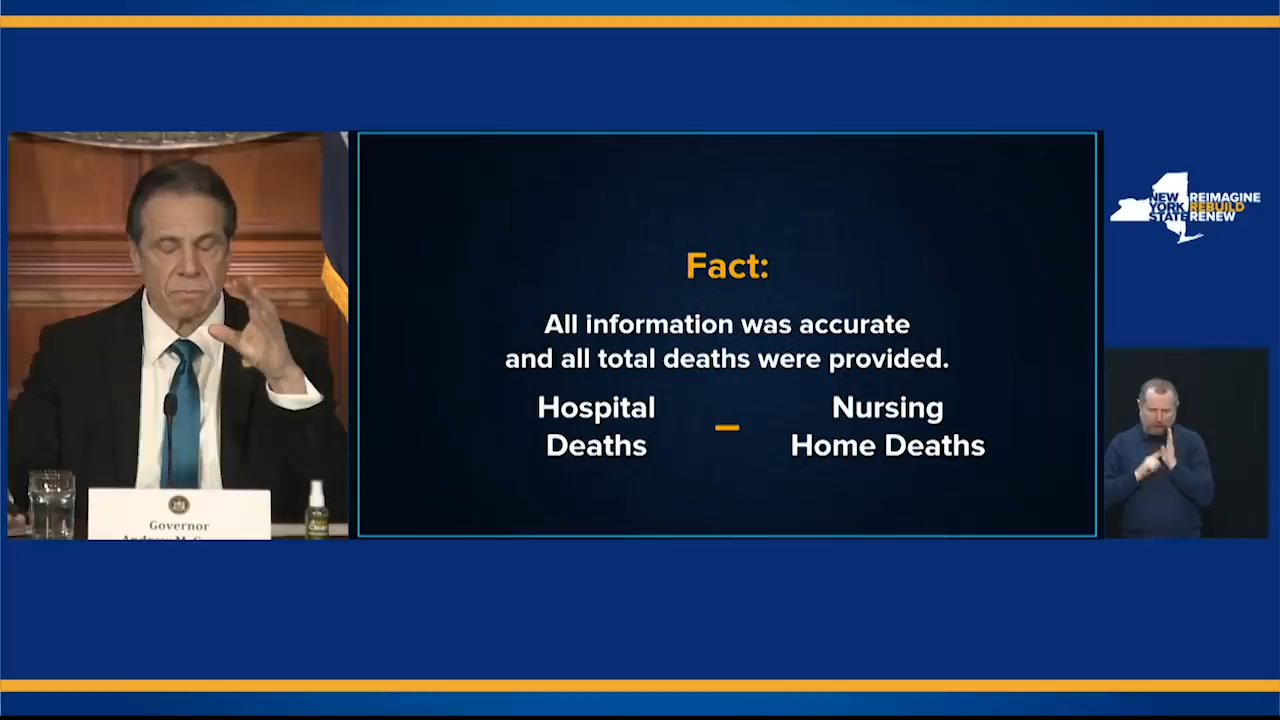 Governor
Fact:
All information was accurate
and all total deaths were provided.
Hospital
Deaths
–
Nursing
Home Deaths
NEW
YORK
STATE
REIMAGINE
REBUILD
RENEW